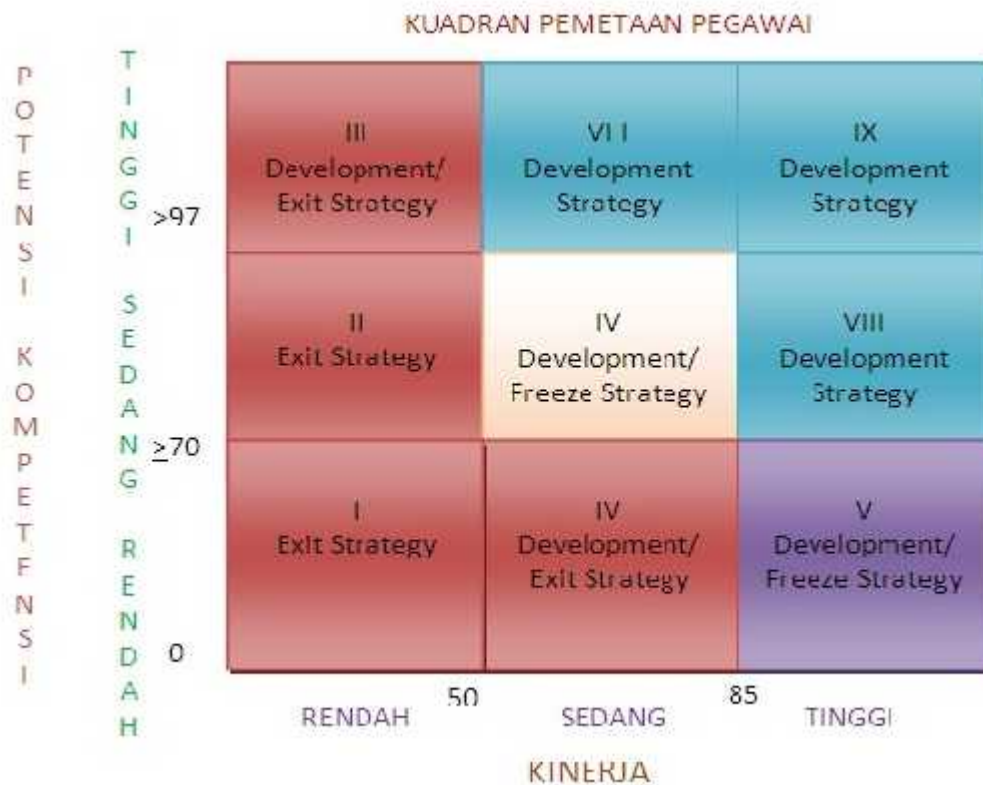 KUADRAN PEMETAAN PEGAWAI
POTENSI KOMPETENSI
TINGGI SEDANG RENDAH
III
Development/
Exit Strategy
VI I
Development
Strategy
IX
Development
Strategy
>97
II
Exit Strategy
IV
Development/
Freeze Strategy
VIII
Development
Strategy
≥70
I
Exit Strategy
IV
Development/
Exit Strategy
V
Development/
Freeze Strategy
0
50
85
RENDAH
SEDANG
TINGGI
KINERJA